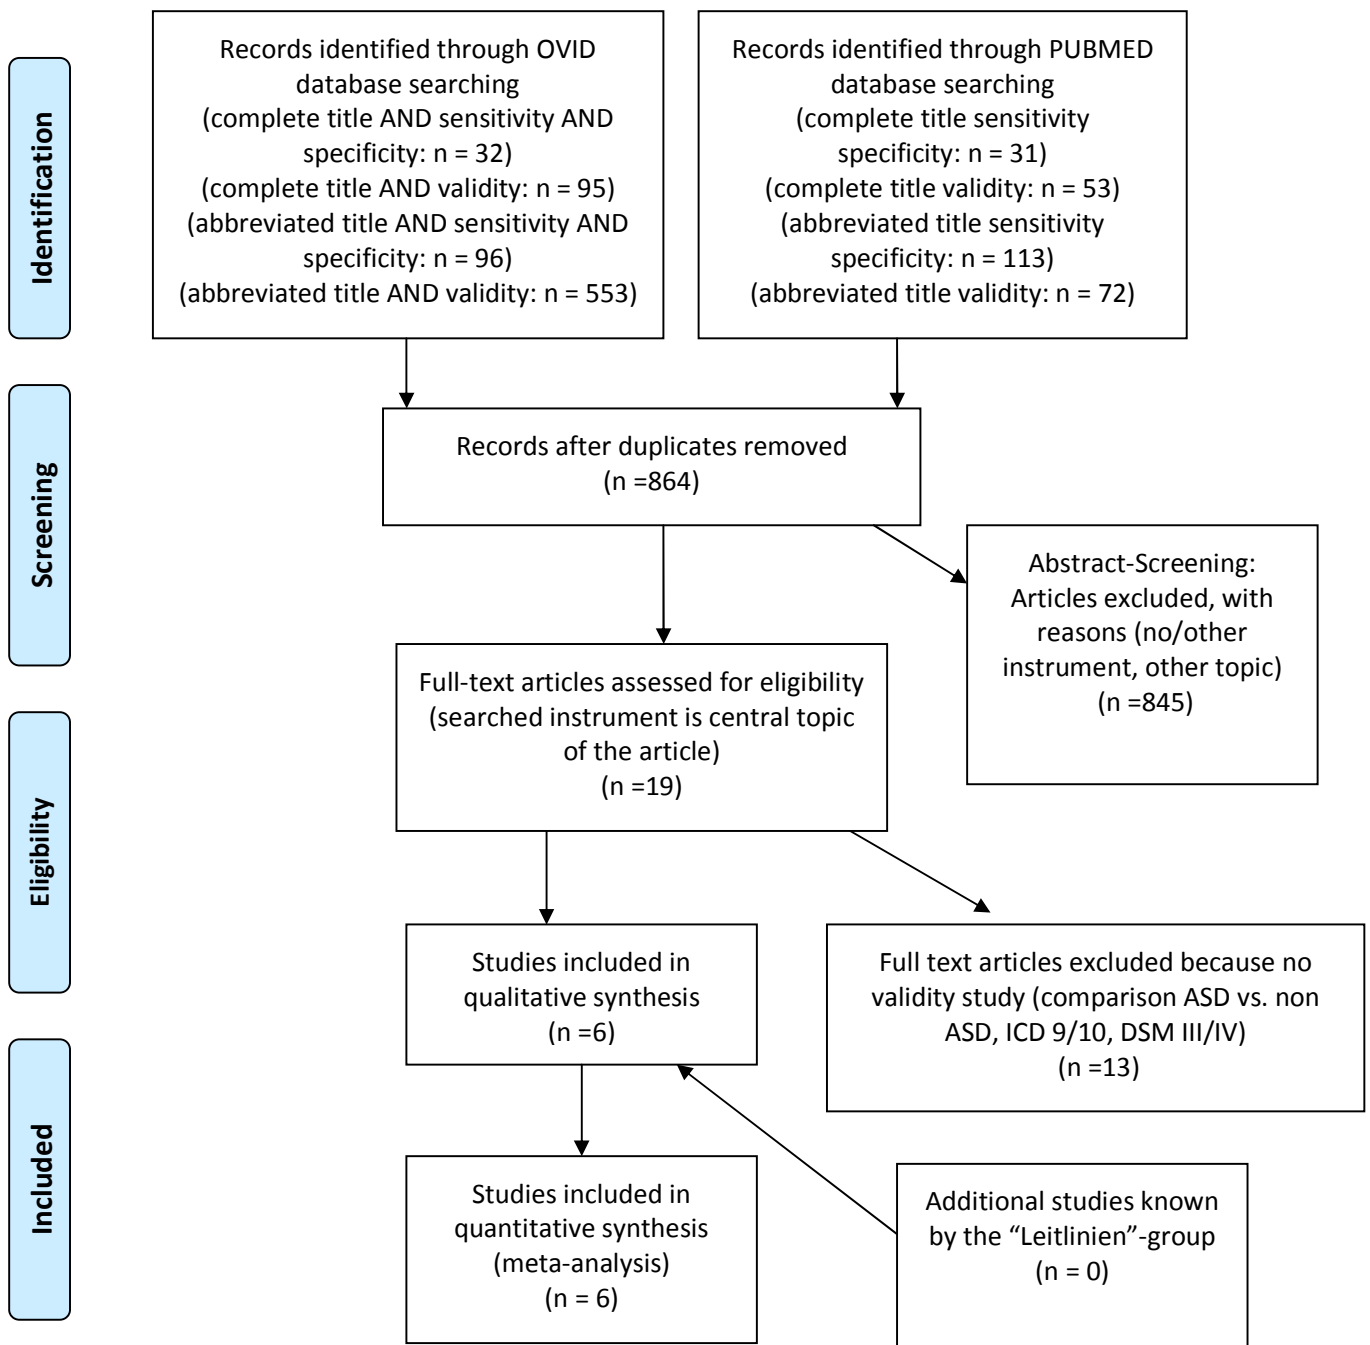 Identification
Records identified through OVID
database searching
(complete title AND sensitivity AND
specificity: n = 32)
(complete title AND validity: n = 95)
(abbreviated title AND sensitivity AND
specificity: n = 96)
(abbreviated title AND validity: n = 553)
Records identified through PUBMED
database searching
(complete title sensitivity
specificity: n = 31)
(complete title validity: n = 53)
(abbreviated title sensitivity
specificity: n = 113)
(abbreviated title validity: n = 72)
Screening
Records after duplicates removed
(n =864)
Abstract-Screening:
Articles excluded, with
reasons (no/other
instrument, other topic)
(n =845)
Full-text articles assessed for eligibility
(searched instrument is central topic
of the article)
(n =19)
Eligibility
Studies included in
qualitative synthesis
(n =6)
Full text articles excluded because no
validity study (comparison ASD vs. non
ASD, ICD 9/10, DSM III/IV)
(n =13)
Included
Studies included in
quantitative synthesis
(meta-analysis)
(n = 6)
Additional studies known
by the “Leitlinien”-group
(n = 0)